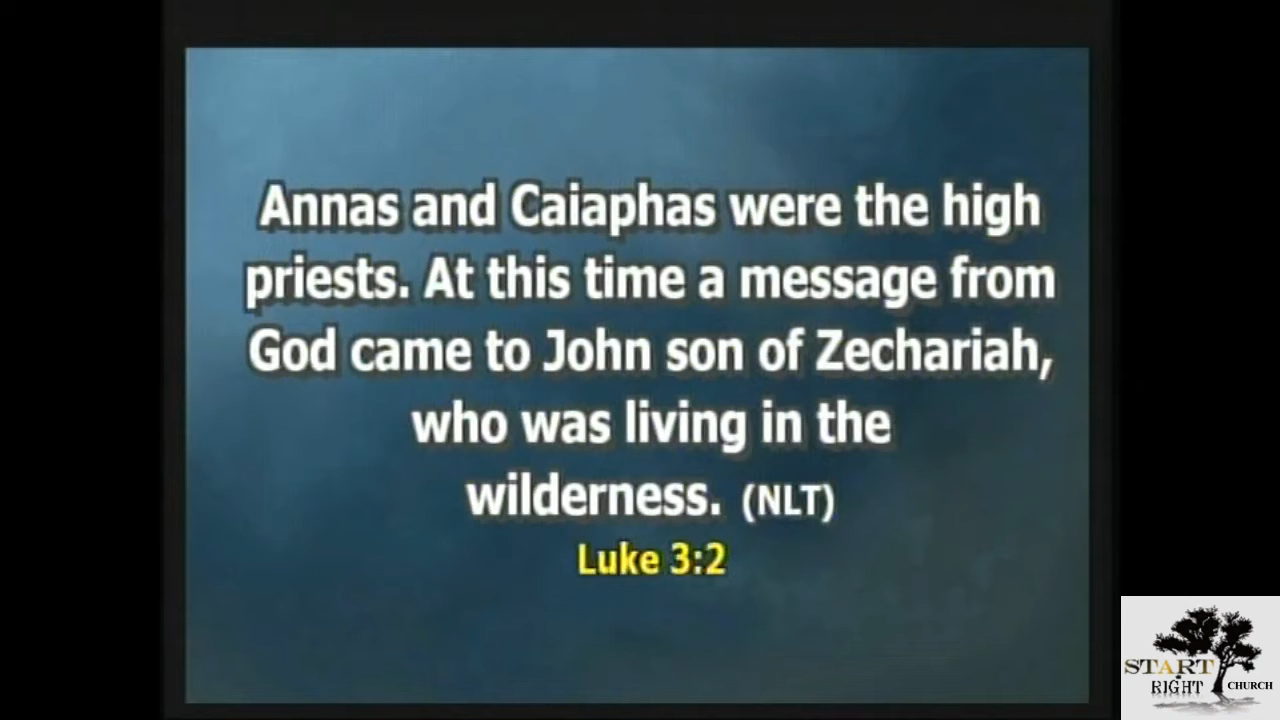 Annas and Caiaphas were the high
priests. At this time a message from
God came to John son of Zechariah,
who was living in the
wilderness. (NLT)
Luke 3:2
START
RIGHT CHURCH